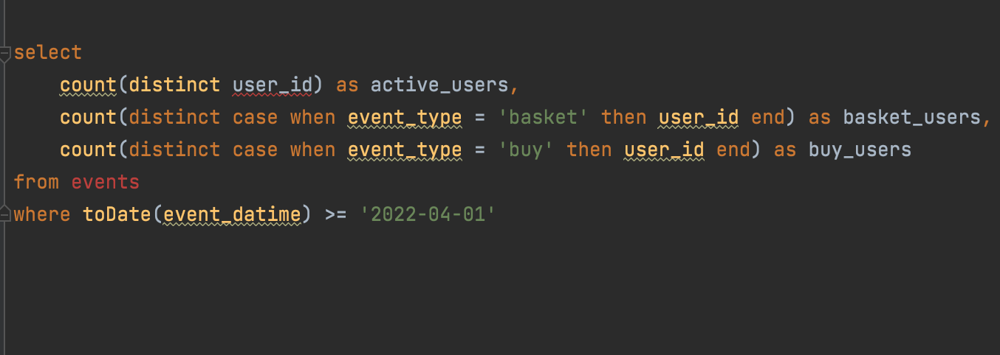 select
    count(distinct user_id) as active_users,
    count(distinct case when event_type = 'basket' then user_id end) as basket_users,
    count(distinct case when event_type = 'buy' then user_id end) as buy_users
from events
where toDate(event_datime) >= '2022-04-01'